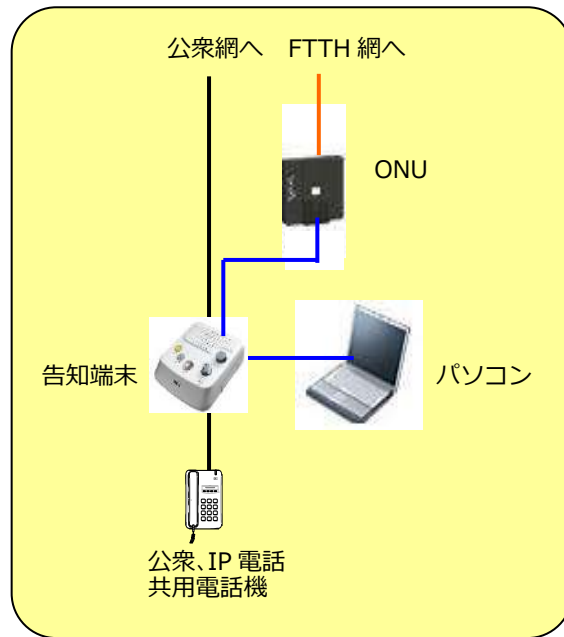 公衆網へ FTTH 網へ
ONU
告知端末
パソコン
公衆、IP 電話
共用電話機